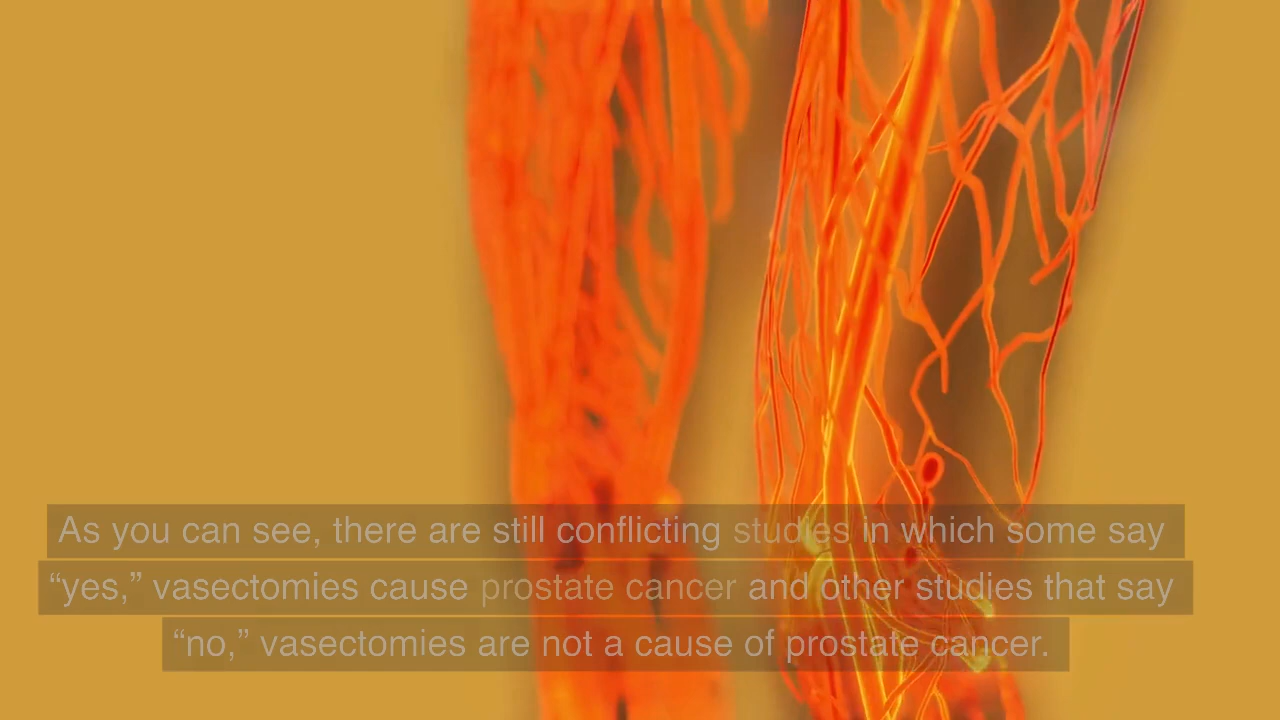 As you can see, there are still conflicting studies in which some say
“yes,” vasectomies cause prostate cancer and other studies that say
“no,” vasectomies are not a cause of prostate cancer.